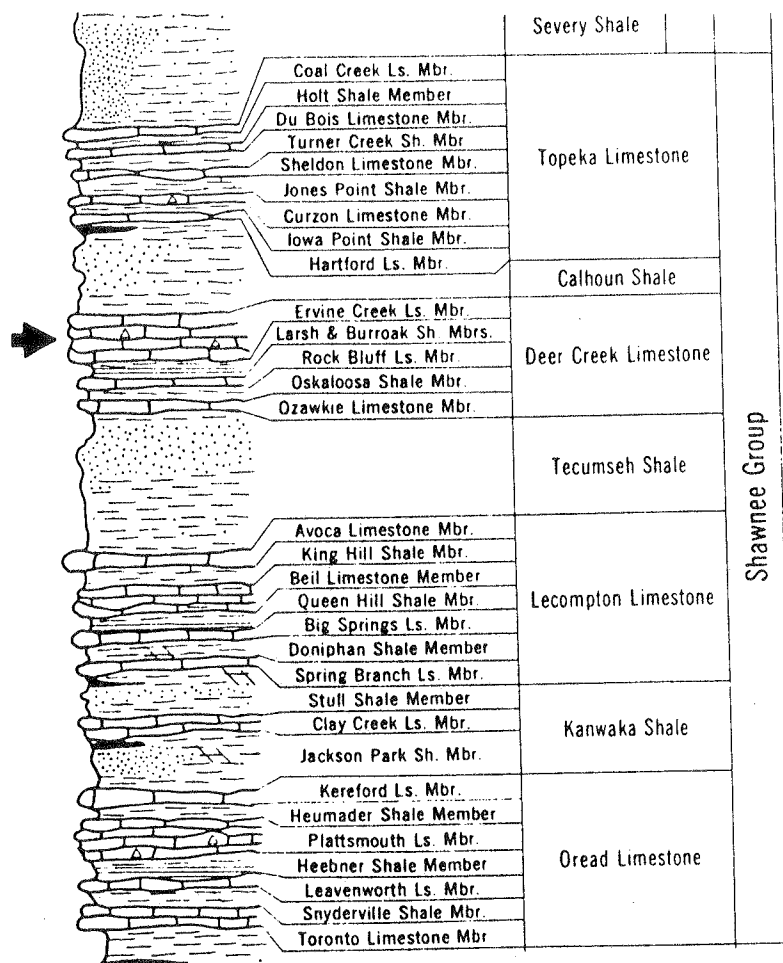 Severy Shale
Coal Creek Ls. Mbr.
Holt Shale Member
Du Bois Limestone Mbr.
Turner Creek Sh. Mbr
Sheldon Limestone Mbr.
Jones Point Shale Mbr.
Curzon Limestone Mbr.
Iowa Point Shale Mbr.
Hartford Ls. Mbr.
Topeka Limestone
Calhoun Shale
Ervine Creek Ls. Mbr.
Larsh & Burroak Sh. Mbrs.
Rock Bluff Ls. Mbr.
Oskaloosa Shale Mbr.
Ozawkie Limestone Mbr.
Deer Creek Limestone
Tecumseh Shale
Avoca Limestone Mbr.
King Hill Shale Mbr.
Beil Limestone Member
Queen Hill Shale Mbr.
Big Springs Ls. Mbr.
Doniphan Shale Member
Spring Branch Ls. Mbr.
Lecompton Limestone
Stull Shale Member
Clay Creek Ls. Mbr.
Jackson Park Sh. Mbr.
Kanwaka Shale
Kereford Ls. Mbr.
Heumader Shale Member
Plattsmouth Ls. Mbr.
Heebner Shale Member
Leavenworth Ls. Mbr.
Snyderville Shale Mbr.
Toronto Limestone Mbr
Oread Limestone
Shawnee Group